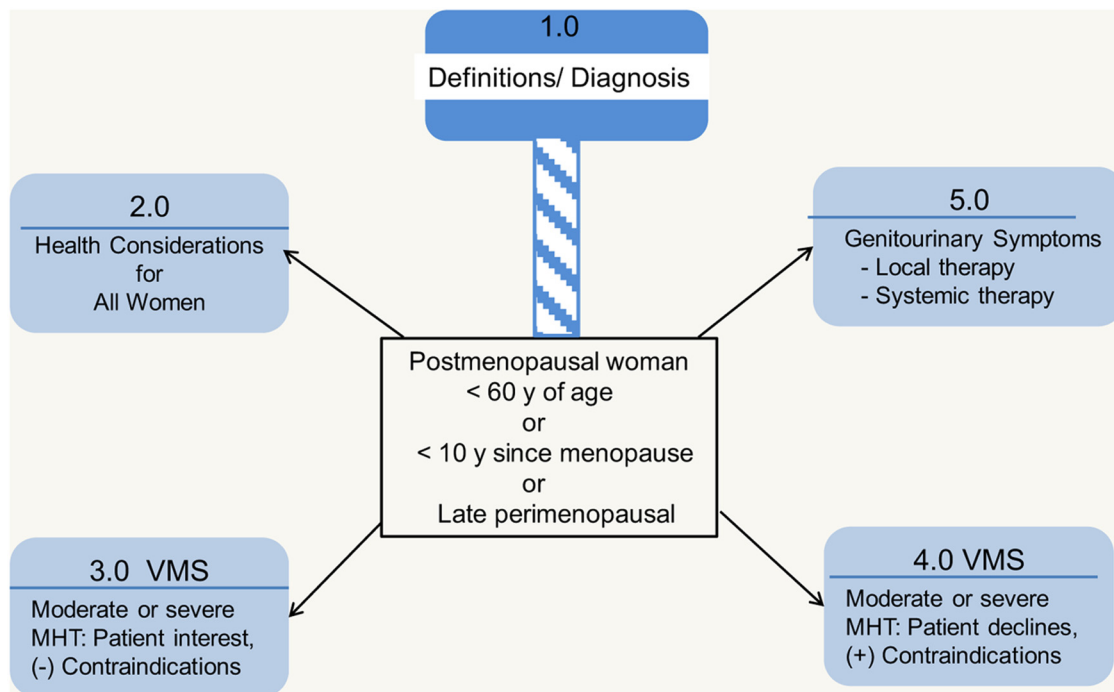 1.0
Definitions/ Diagnosis
2.0
Health Considerations
for
All Women
5.0
Genitourinary Symptoms
- Local therapy
- Systemic therapy
Postmenopausal woman
< 60 y of age
or
< 10 y since menopause
or
Late perimenopausal
3.0 VMS
Moderate or severe
MHT: Patient interest,
(-) Contraindications
4.0 VMS
Moderate or severe
MHT: Patient declines,
(+) Contraindications